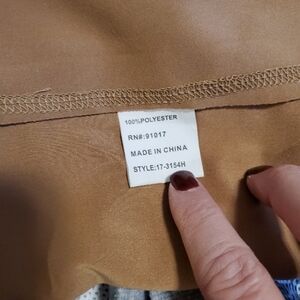 100%POLYESTER
RN#:91017
MADE IN CHINA
STYLE:17-3154H